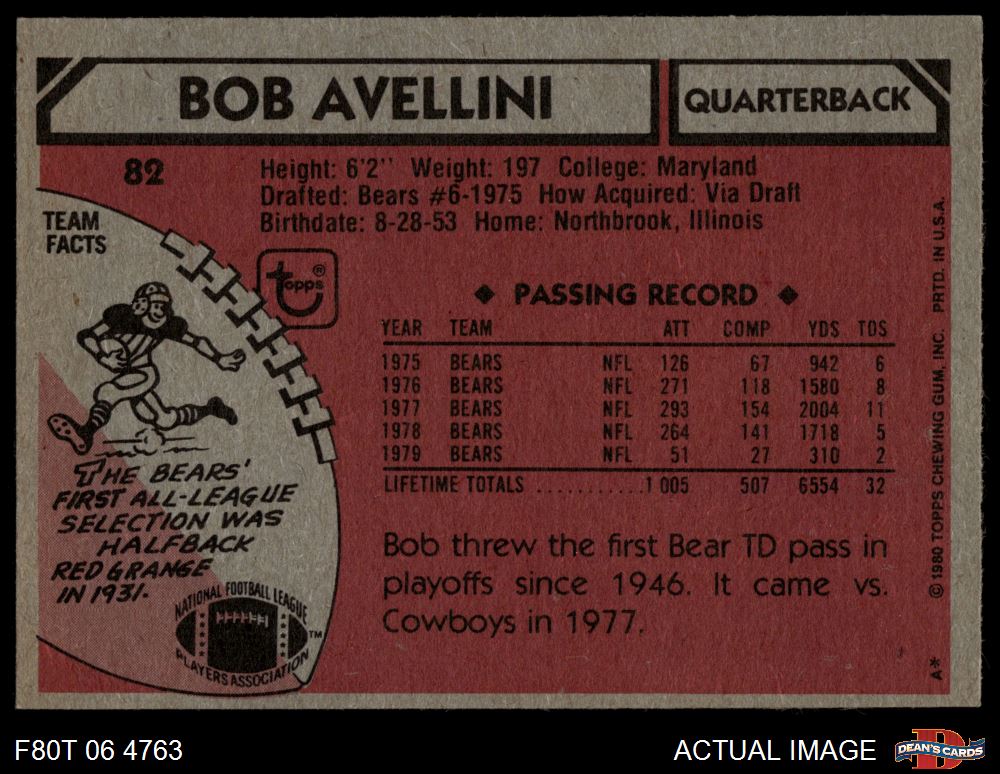 BOB AVELLINI
QUARTERBACK
82
Height: 6'2'' Weight: 197 College: Maryland
Drafted: Bears #6-1975 How Acquired: Via Draft
Birthdate: 8-28-53 Home: Northbrook, Illinois
TEAM
FACTS
topps®
◆ PASSING RECORD ◆
YEAR TEAM ATT COMP YDS TDS
1975 BEARS NFL 126 67 942 6
1976 BEARS NFL 271 118 1580 8
1977 BEARS NFL 293 154 2004 11
1978 BEARS NFL 264 141 1718 5
1979 BEARS NFL 51 27 310 2
LIFETIME TOTALS ...........1 005 507 6554 32
THE BEARS'
FIRST ALL-LEAGUE
SELECTION WAS
HALFBACK
RED GRANGE
IN 1931.
NATIONAL FOOTBALL LEAGUE
PLAYERS ASSOCIATION
TM
Bob threw the first Bear TD pass in
playoffs since 1946. It came vs.
Cowboys in 1977.
© 1980 TOPPS CHEWING GUM, INC. PRTD. IN U.S.A.
A*
F80T 06 4763
ACTUAL IMAGE
D
DEAN'S CARDS